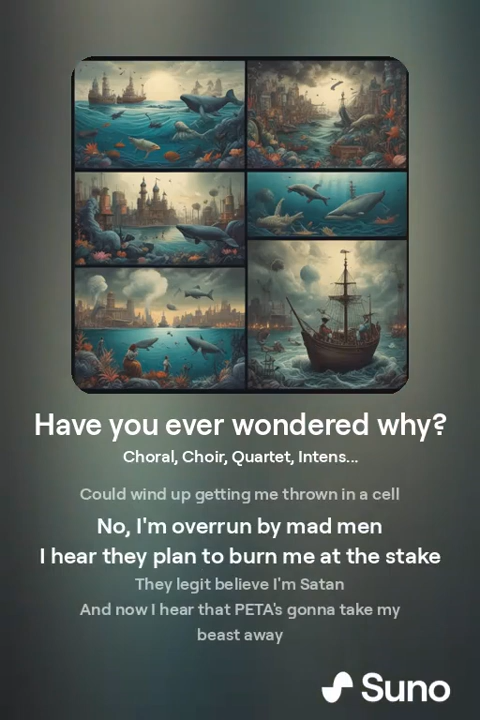 Have you ever wondered why?
Choral, Choir, Quartet, Intens...
Could wind up getting me thrown in a cell
No, I'm overrun by mad men
I hear they plan to burn me at the stake
They legit believe I'm Satan
And now I hear that PETA's gonna take my
beast away
Suno